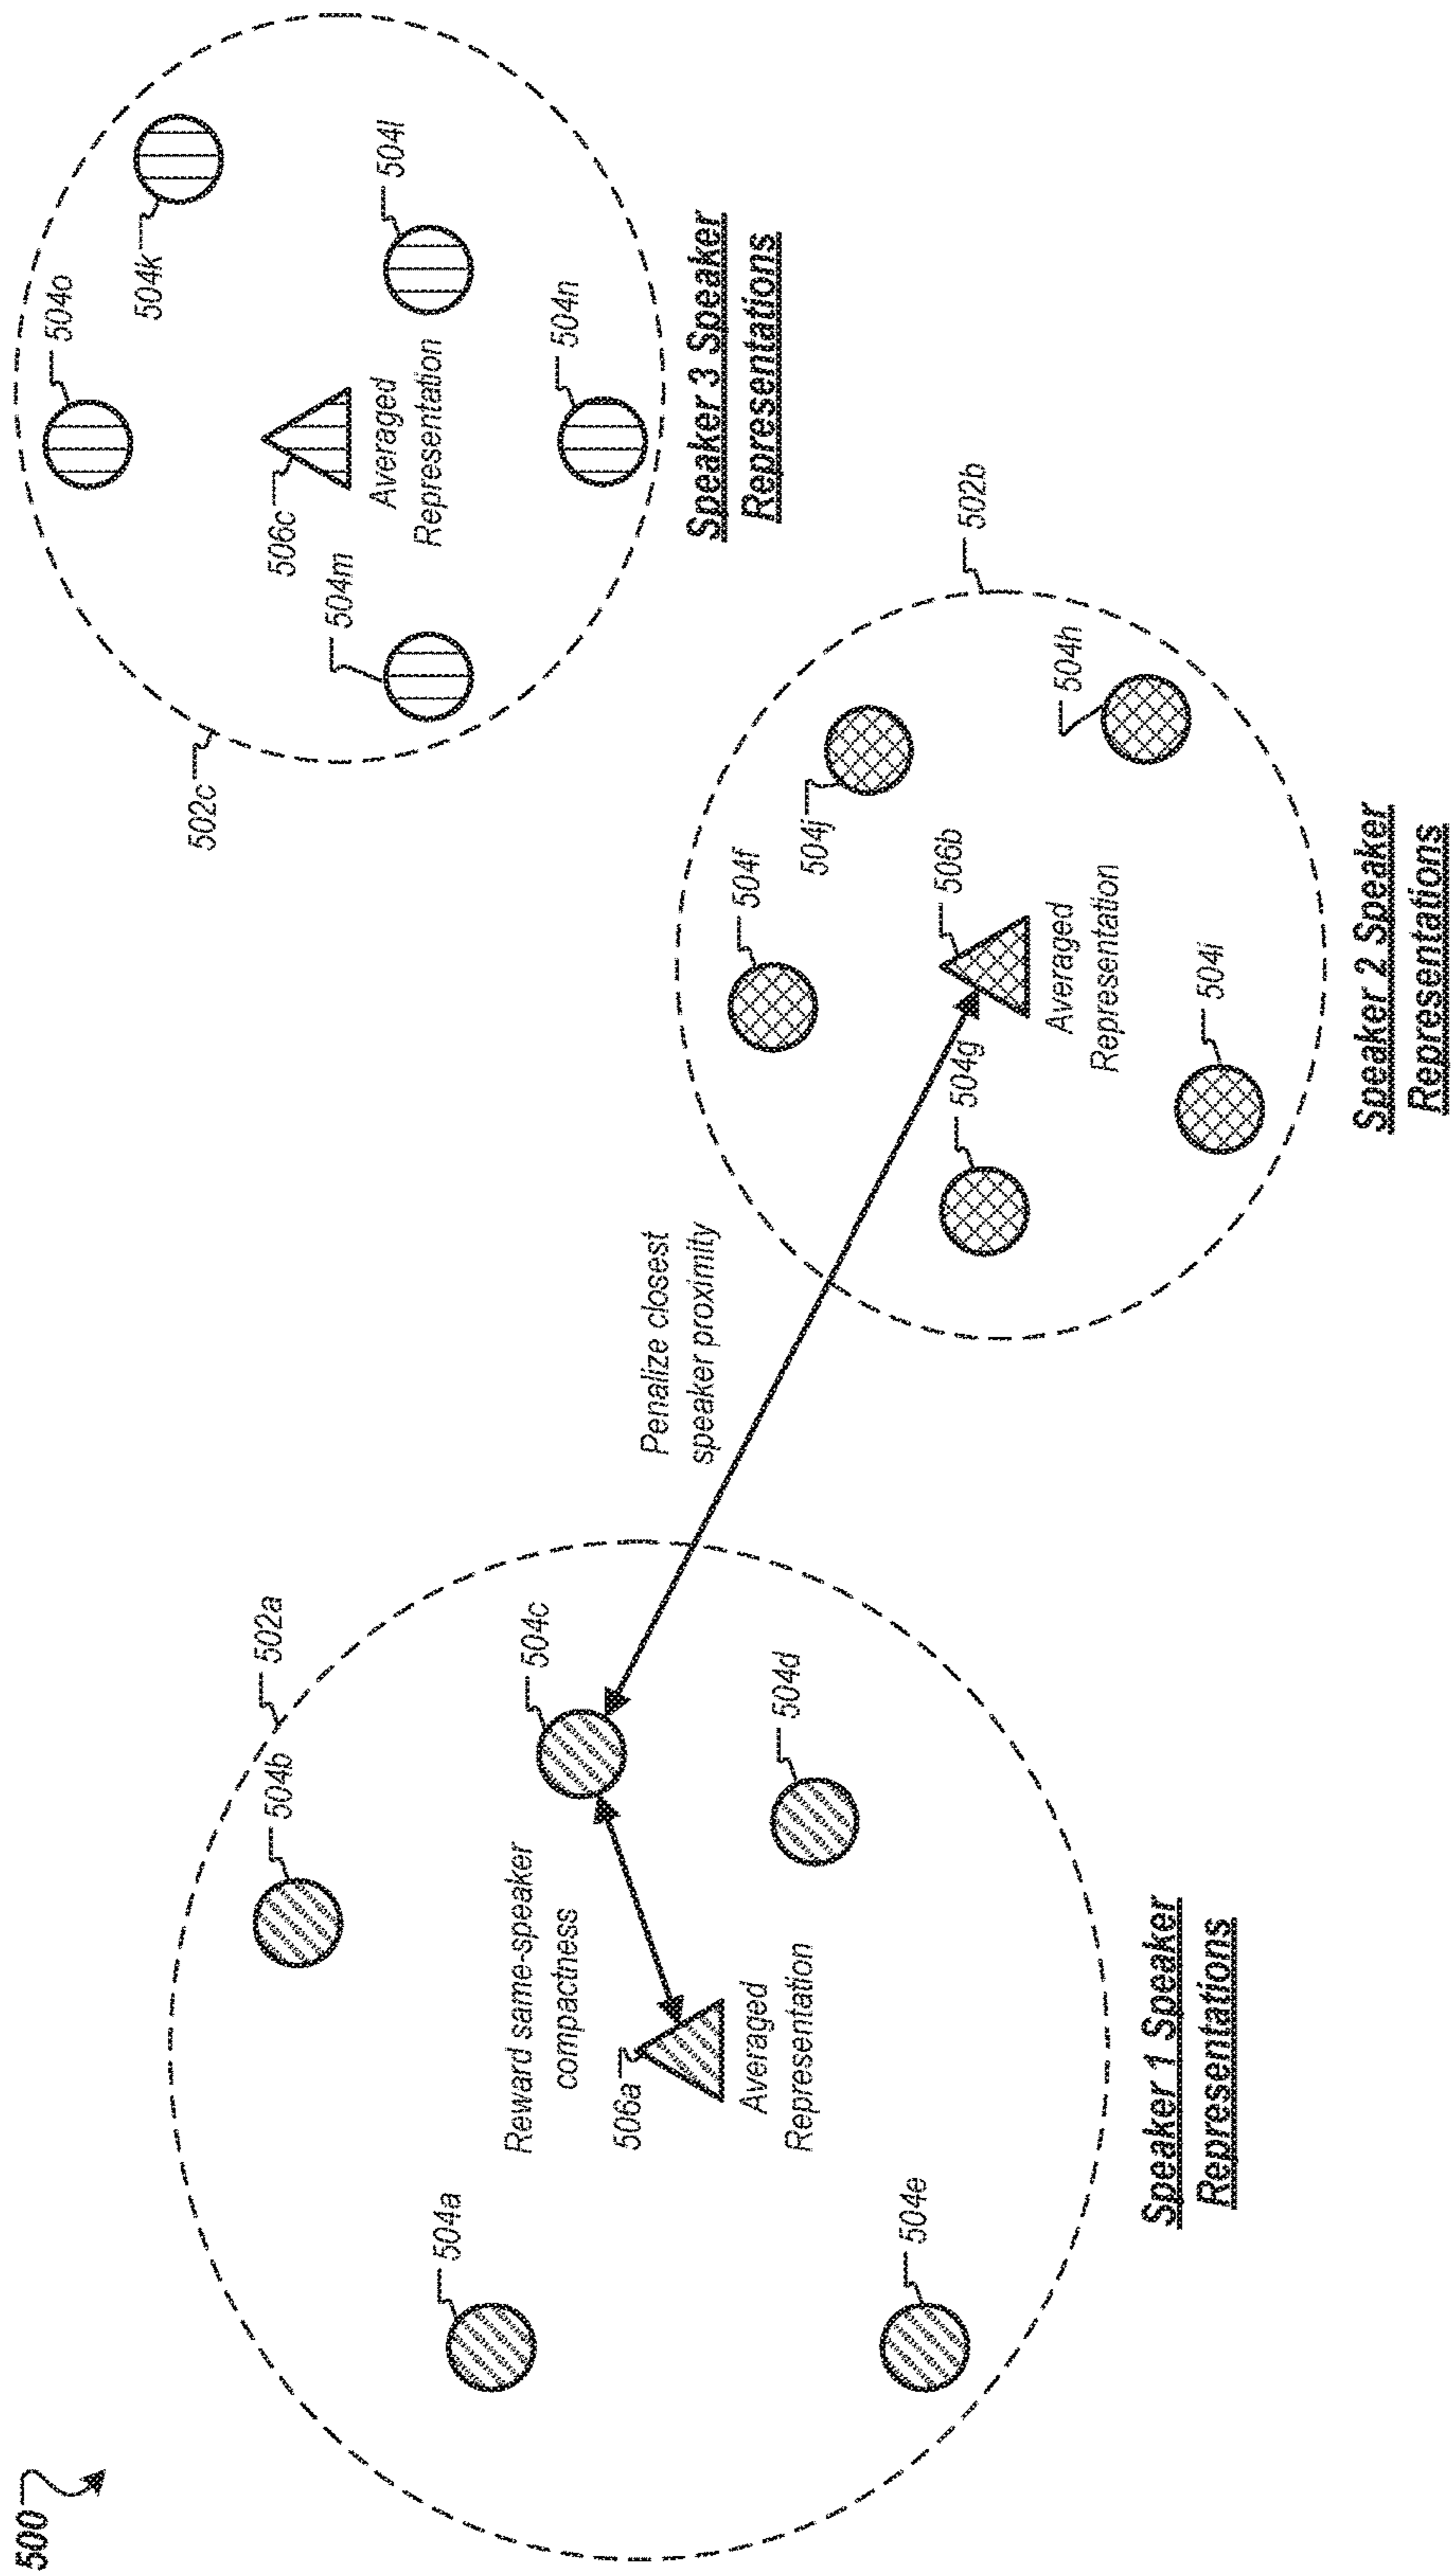 500
502a
504b
504a
Reward same-speaker
compactness
504c
506a
Averaged
Representation
504d
504e
Speaker 1 Speaker
Representations
Penalize closest
speaker proximity
502b
504f
504j
504g
506b
Averaged
Representation
504h
504i
Speaker 2 Speaker
Representations
502c
504o
504k
506c
Averaged
Representation
504l
504m
504n
Speaker 3 Speaker
Representations